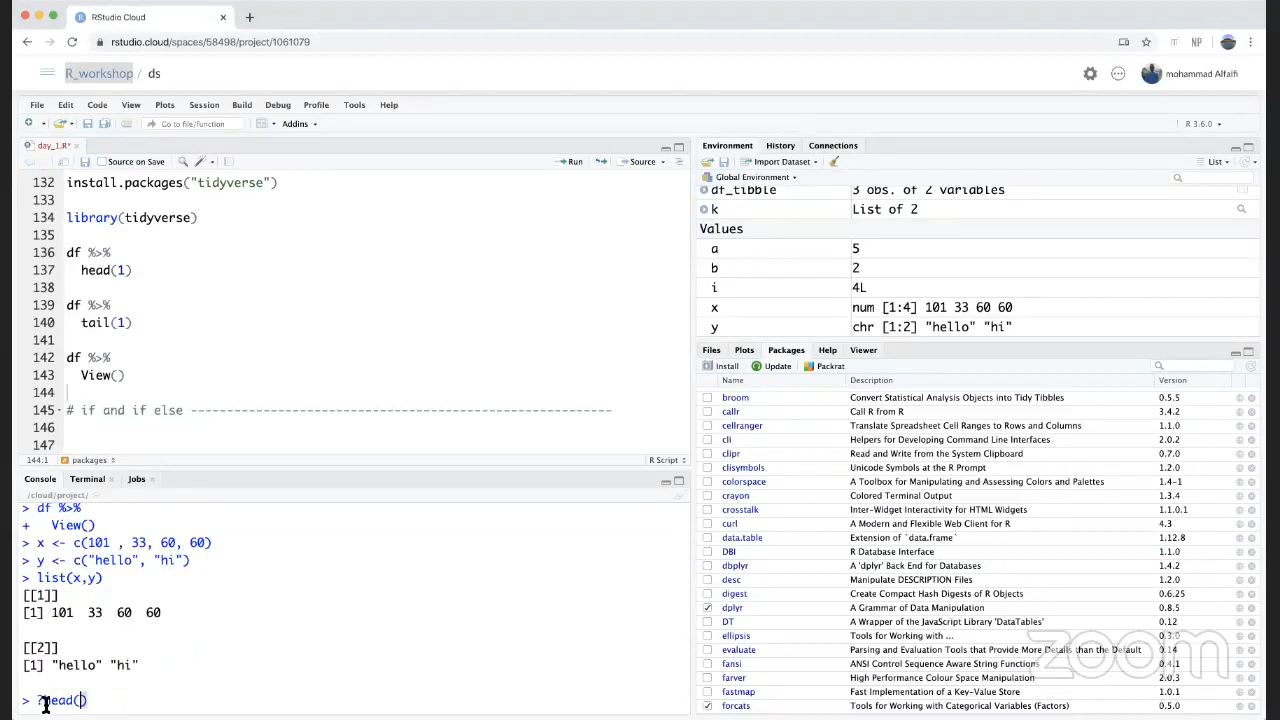 RStudio Cloud
rstudio.cloud/spaces/58498/project/1061079
NP
R_workshop / ds
mohammad Alfalfi
File Edit Code View Plots Session Build Debug Profile Tools Help
Go to file/function
Addins
R 3.6.0
day_1.R*
Source on Save
Run
Source
132 install.packages("tidyverse")
133
134 library(tidyverse)
135
136 df %>%
137 head(1)
138
139 df %>%
140 tail(1)
141
142 df %>%
143 View()
144
145 # if and if else -----------------------------------------------------------
146
147
144:1 packages
R Script
Console Terminal Jobs
/cloud/project/
> df %>%
+ View()
> x <- c(101 , 33, 60, 60)
> y <- c("hello", "hi")
> list(x,y)
[[1]]
[1] 101 33 60 60
[[2]]
[1] "hello" "hi"
> ?head()
Environment History Connections
Import Dataset
List
Global Environment
df_tibble 3 obs. of 2 variables
k List of 2
Values
a 5
b 2
i 4L
x num [1:4] 101 33 60 60
y chr [1:2] "hello" "hi"
Files Plots Packages Help Viewer
Install Update Packrat
Name Description Version
broom Convert Statistical Analysis Objects into Tidy Tibbles 0.5.5
callr Call R from R 3.4.2
cellranger Translate Spreadsheet Cell Ranges to Rows and Columns 1.1.0
cli Helpers for Developing Command Line Interfaces 2.0.2
clipr Read and Write from the System Clipboard 0.7.0
clisymbols Unicode Symbols at the R Prompt 1.2.0
colorspace A Toolbox for Manipulating and Assessing Colors and Palettes 1.4-1
crayon Colored Terminal Output 1.3.4
crosstalk Inter-Widget Interactivity for HTML Widgets 1.1.0.1
curl A Modern and Flexible Web Client for R 4.3
data.table Extension of `data.frame` 1.12.8
DBI R Database Interface 1.1.0
dbplyr A 'dplyr' Back End for Databases 1.4.2
desc Manipulate DESCRIPTION Files 1.2.0
digest Create Compact Hash Digests of R Objects 0.6.25
dplyr A Grammar of Data Manipulation 0.8.5
DT A Wrapper of the JavaScript Library 'DataTables' 0.12
ellipsis Tools for Working with ... 0.3.0
evaluate Parsing and Evaluation Tools that Provide More Details than the Default 0.14
fansi ANSI Control Sequence Aware String Functions 0.4.1
farver High Performance Colour Space Manipulation 2.0.3
fastmap Fast Implementation of a Key-Value Store 1.0.1
forcats Tools for Working with Categorical Variables (Factors) 0.5.0
zoom